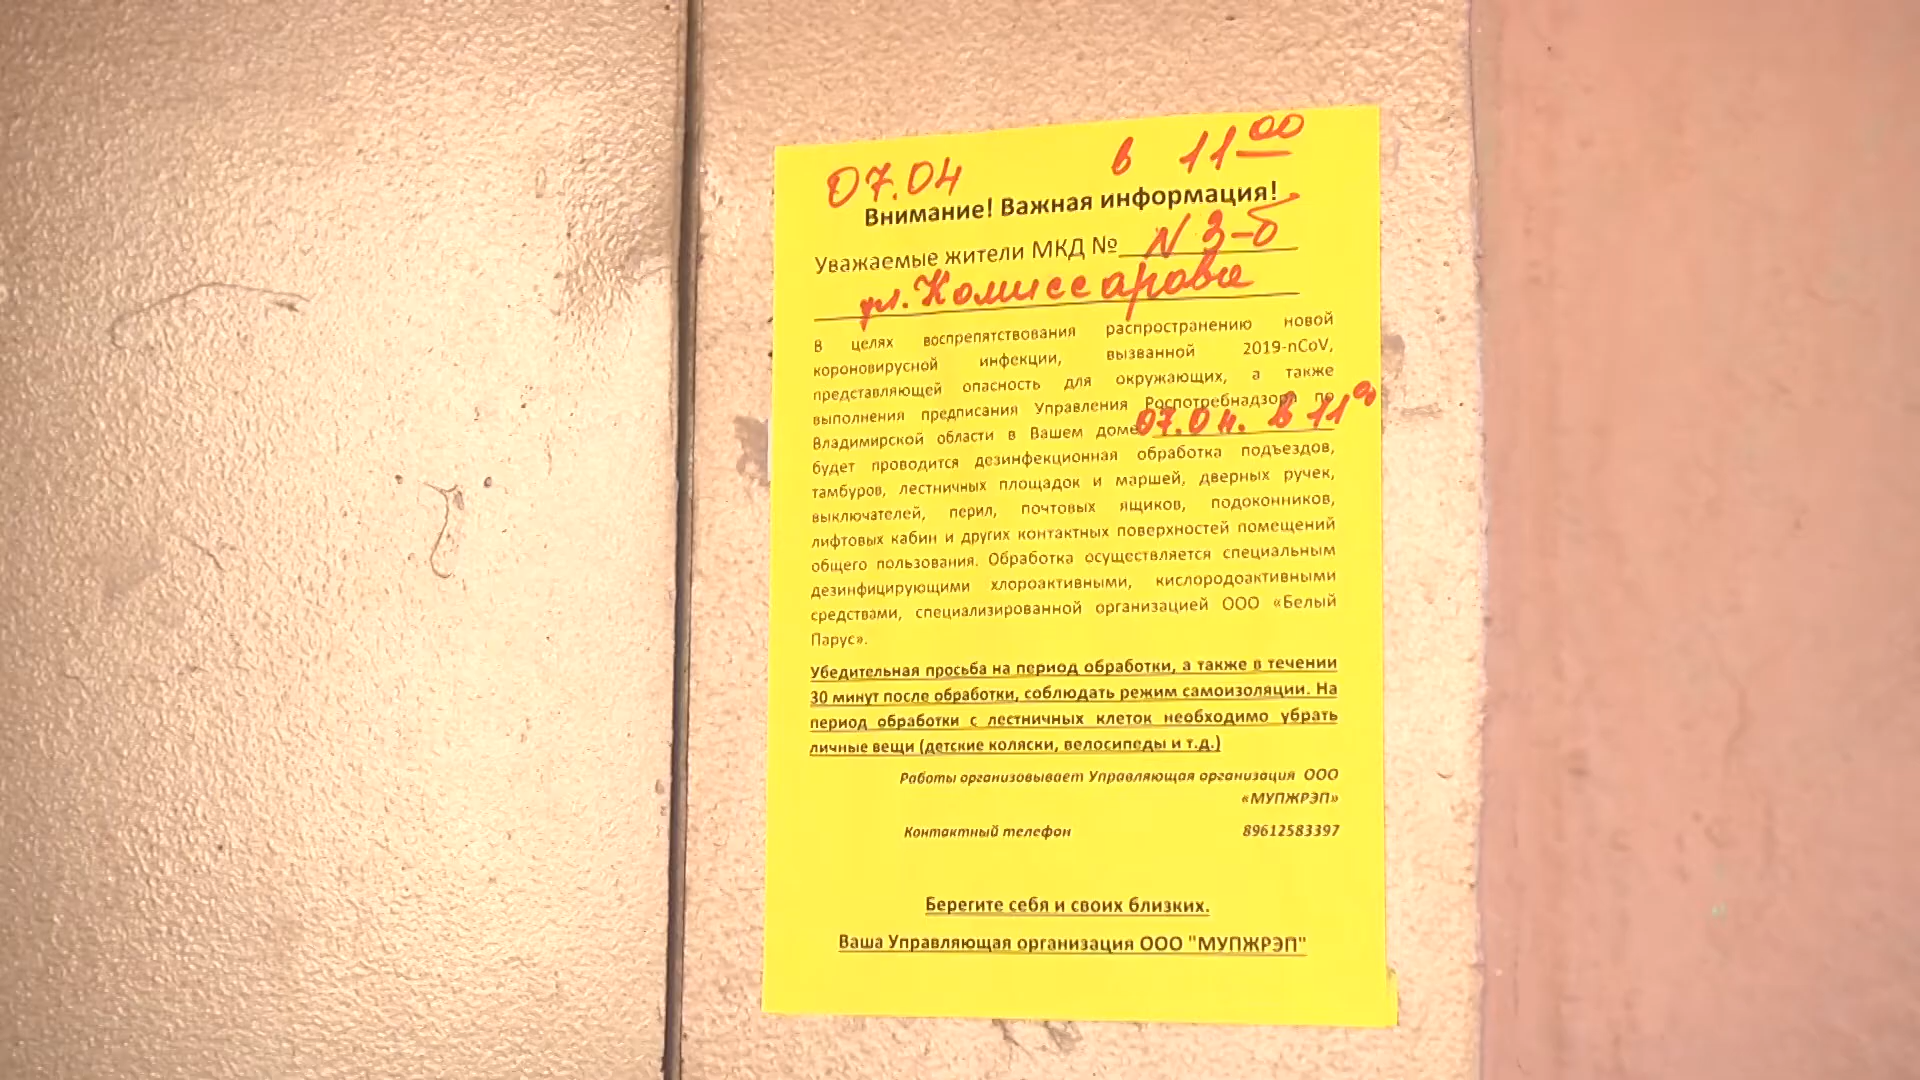 07.04 в 11 00
Внимание! Важная информация!
Уважаемые жители МКД № N 3-б
ул. Комиссарова
В целях воспрепятствования распространению новой
короновирусной инфекции, вызванной 2019-nCoV,
представляющей опасность для окружающих, а также
выполнения предписания Управления Роспотребнадзора по
Владимирской области в Вашем доме 07.04. в 11 00
будет проводится дезинфекционная обработка подъездов,
тамбуров, лестничных площадок и маршей, дверных ручек,
выключателей, перил, почтовых ящиков, подоконников,
лифтовых кабин и других контактных поверхностей помещений
общего пользования. Обработка осуществляется специальным
дезинфицирующими хлороактивными, кислородоактивными
средствами, специализированной организацией ООО «Белый
Парус».
Убедительная просьба на период обработки, а также в течении
30 минут после обработки, соблюдать режим самоизоляции. На
период обработки с лестничных клеток необходимо убрать
личные вещи (детские коляски, велосипеды и т.д.)
Работы организовывает Управляющая организация ООО
«МУПЖРЭП»
Контактный телефон 89612583397
Берегите себя и своих близких.
Ваша Управляющая организация ООО "МУПЖРЭП"